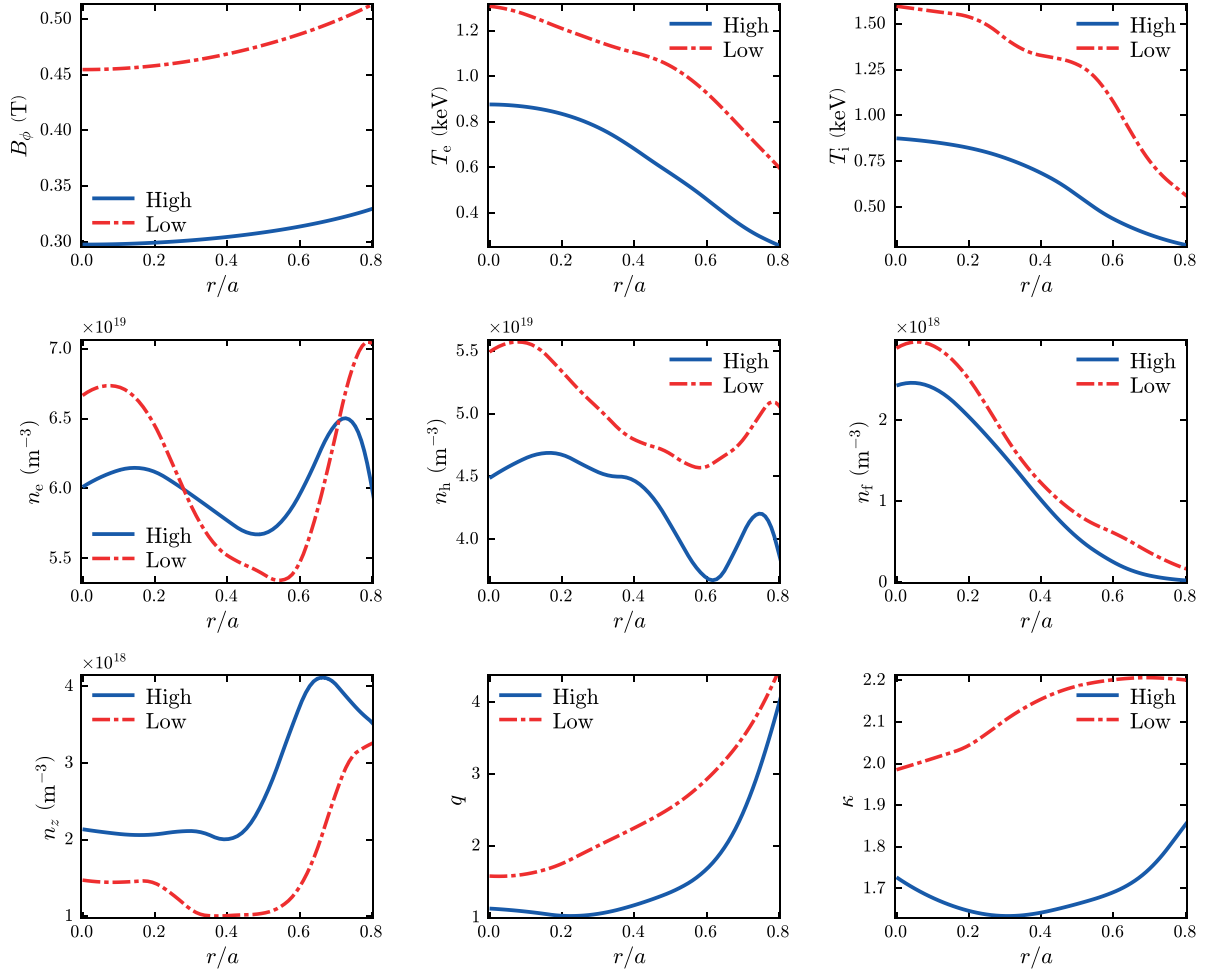 0.50
0.45
0.40
0.35
0.30
B_ϕ (T)
High
Low
0.0 0.2 0.4 0.6 0.8
r/a
1.2
1.0
0.8
0.6
0.4
T_e (keV)
High
Low
0.0 0.2 0.4 0.6 0.8
r/a
1.50
1.25
1.00
0.75
0.50
T_i (keV)
High
Low
0.0 0.2 0.4 0.6 0.8
r/a
×10^19
7.0
6.5
6.0
5.5
n_e (m^−3)
High
Low
0.0 0.2 0.4 0.6 0.8
r/a
×10^19
5.5
5.0
4.5
4.0
n_h (m^−3)
High
Low
0.0 0.2 0.4 0.6 0.8
r/a
×10^18
2
1
0
n_f (m^−3)
High
Low
0.0 0.2 0.4 0.6 0.8
r/a
×10^18
4
3
2
1
n_z (m^−3)
High
Low
0.0 0.2 0.4 0.6 0.8
r/a
4
3
2
1
q
High
Low
0.0 0.2 0.4 0.6 0.8
r/a
2.2
2.1
2.0
1.9
1.8
1.7
κ
High
Low
0.0 0.2 0.4 0.6 0.8
r/a